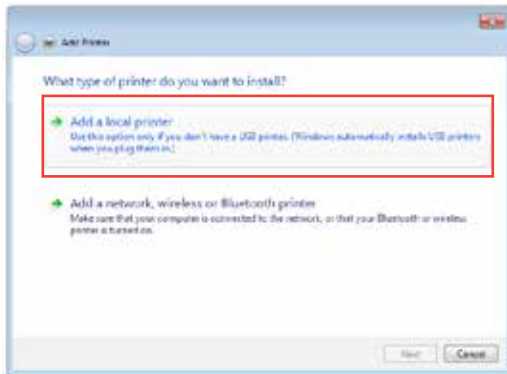 Add Printer
What type of printer do you want to install?
Add a local printer
Use this option only if you don't have a USB printer. (Windows automatically installs USB printers
when you plug them in.)
Add a network, wireless or Bluetooth printer
Make sure that your computer is connected to the network, or that your Bluetooth or wireless
printer is turned on.
Next Cancel